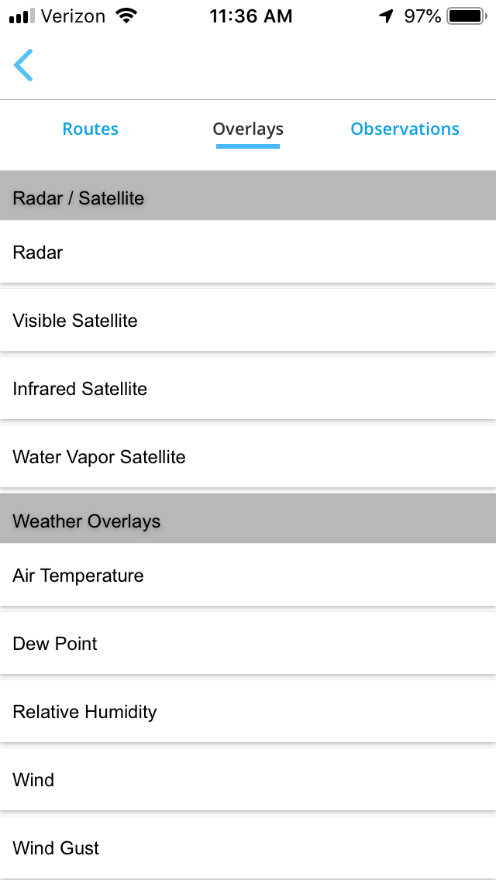 Verizon 11:36 AM 97%
Routes Overlays Observations
Radar / Satellite
Radar
Visible Satellite
Infrared Satellite
Water Vapor Satellite
Weather Overlays
Air Temperature
Dew Point
Relative Humidity
Wind
Wind Gust